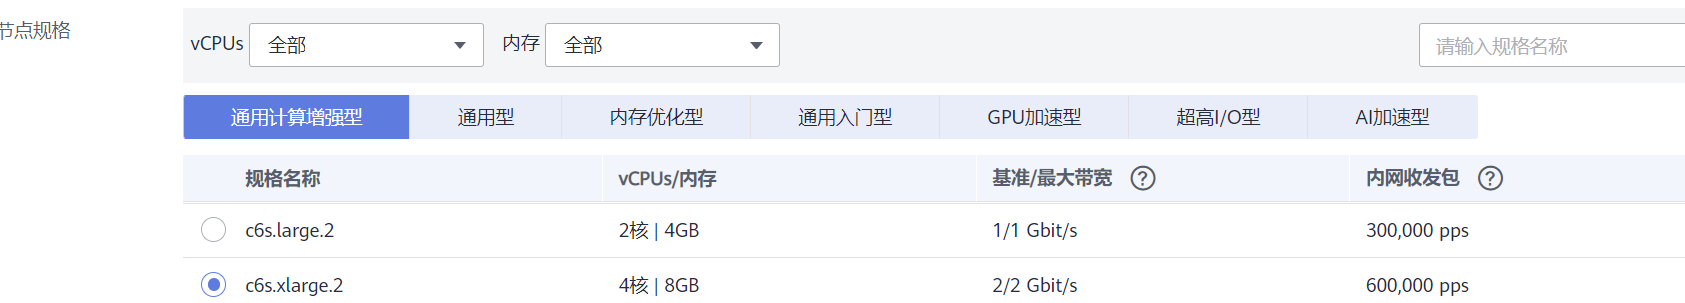 节点规格
vCPUs 全部 内存 全部 请输入规格名称
通用计算增强型 通用型 内存优化型 通用入门型 GPU加速型 超高I/O型 AI加速型
规格名称 vCPUs/内存 基准/最大带宽 ? 内网收发包 ?
c6s.large.2 2核 | 4GB 1/1 Gbit/s 300,000 pps
c6s.xlarge.2 4核 | 8GB 2/2 Gbit/s 600,000 pps